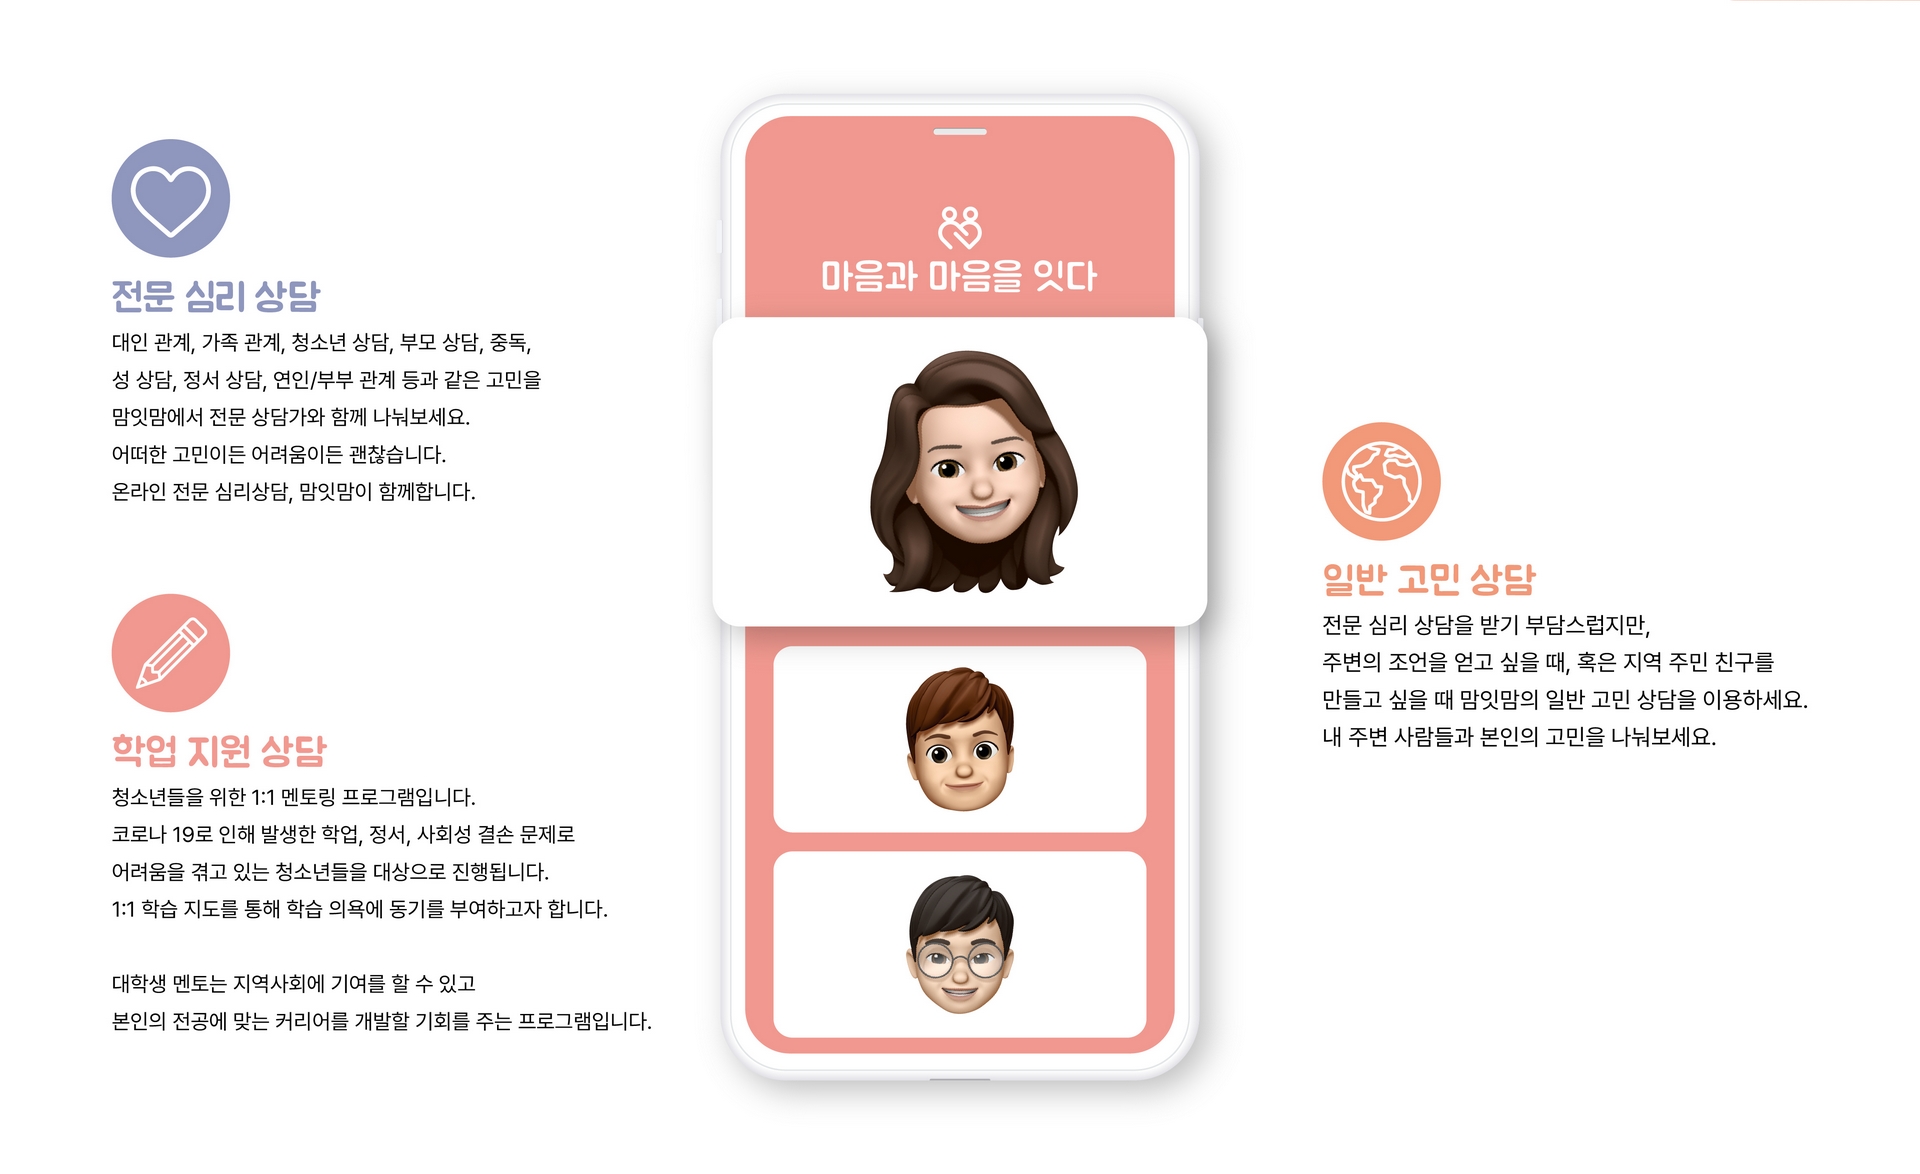 전문 심리 상담
대인 관계, 가족 관계, 청소년 상담, 부모 상담, 중독,
성 상담, 정서 상담, 연인/부부 관계 등과 같은 고민을
맘잇맘에서 전문 상담가와 함께 나눠보세요.
어떠한 고민이든 어려움이든 괜찮습니다.
온라인 전문 심리상담, 맘잇맘이 함께합니다.
학업 지원 상담
청소년들을 위한 1:1 멘토링 프로그램입니다.
코로나 19로 인해 발생한 학업, 정서, 사회성 결손 문제로
어려움을 겪고 있는 청소년들을 대상으로 진행됩니다.
1:1 학습 지도를 통해 학습 의욕에 동기를 부여하고자 합니다.
대학생 멘토는 지역사회에 기여를 할 수 있고
본인의 전공에 맞는 커리어를 개발할 기회를 주는 프로그램입니다.
마음과 마음을 잇다
일반 고민 상담
전문 심리 상담을 받기 부담스럽지만,
주변의 조언을 얻고 싶을 때, 혹은 지역 주민 친구를
만들고 싶을 때 맘잇맘의 일반 고민 상담을 이용하세요.
내 주변 사람들과 본인의 고민을 나눠보세요.